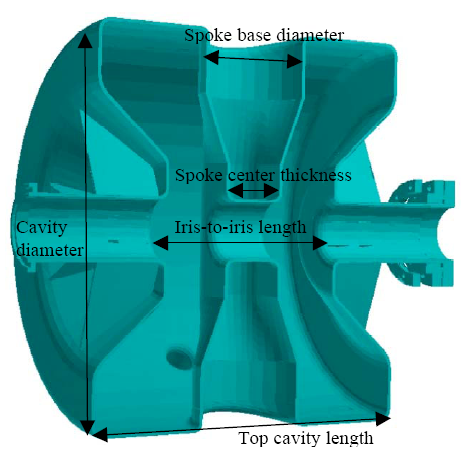 Spoke base diameter
Spoke center thickness
Iris-to-iris length
Cavity
diameter
Top cavity length